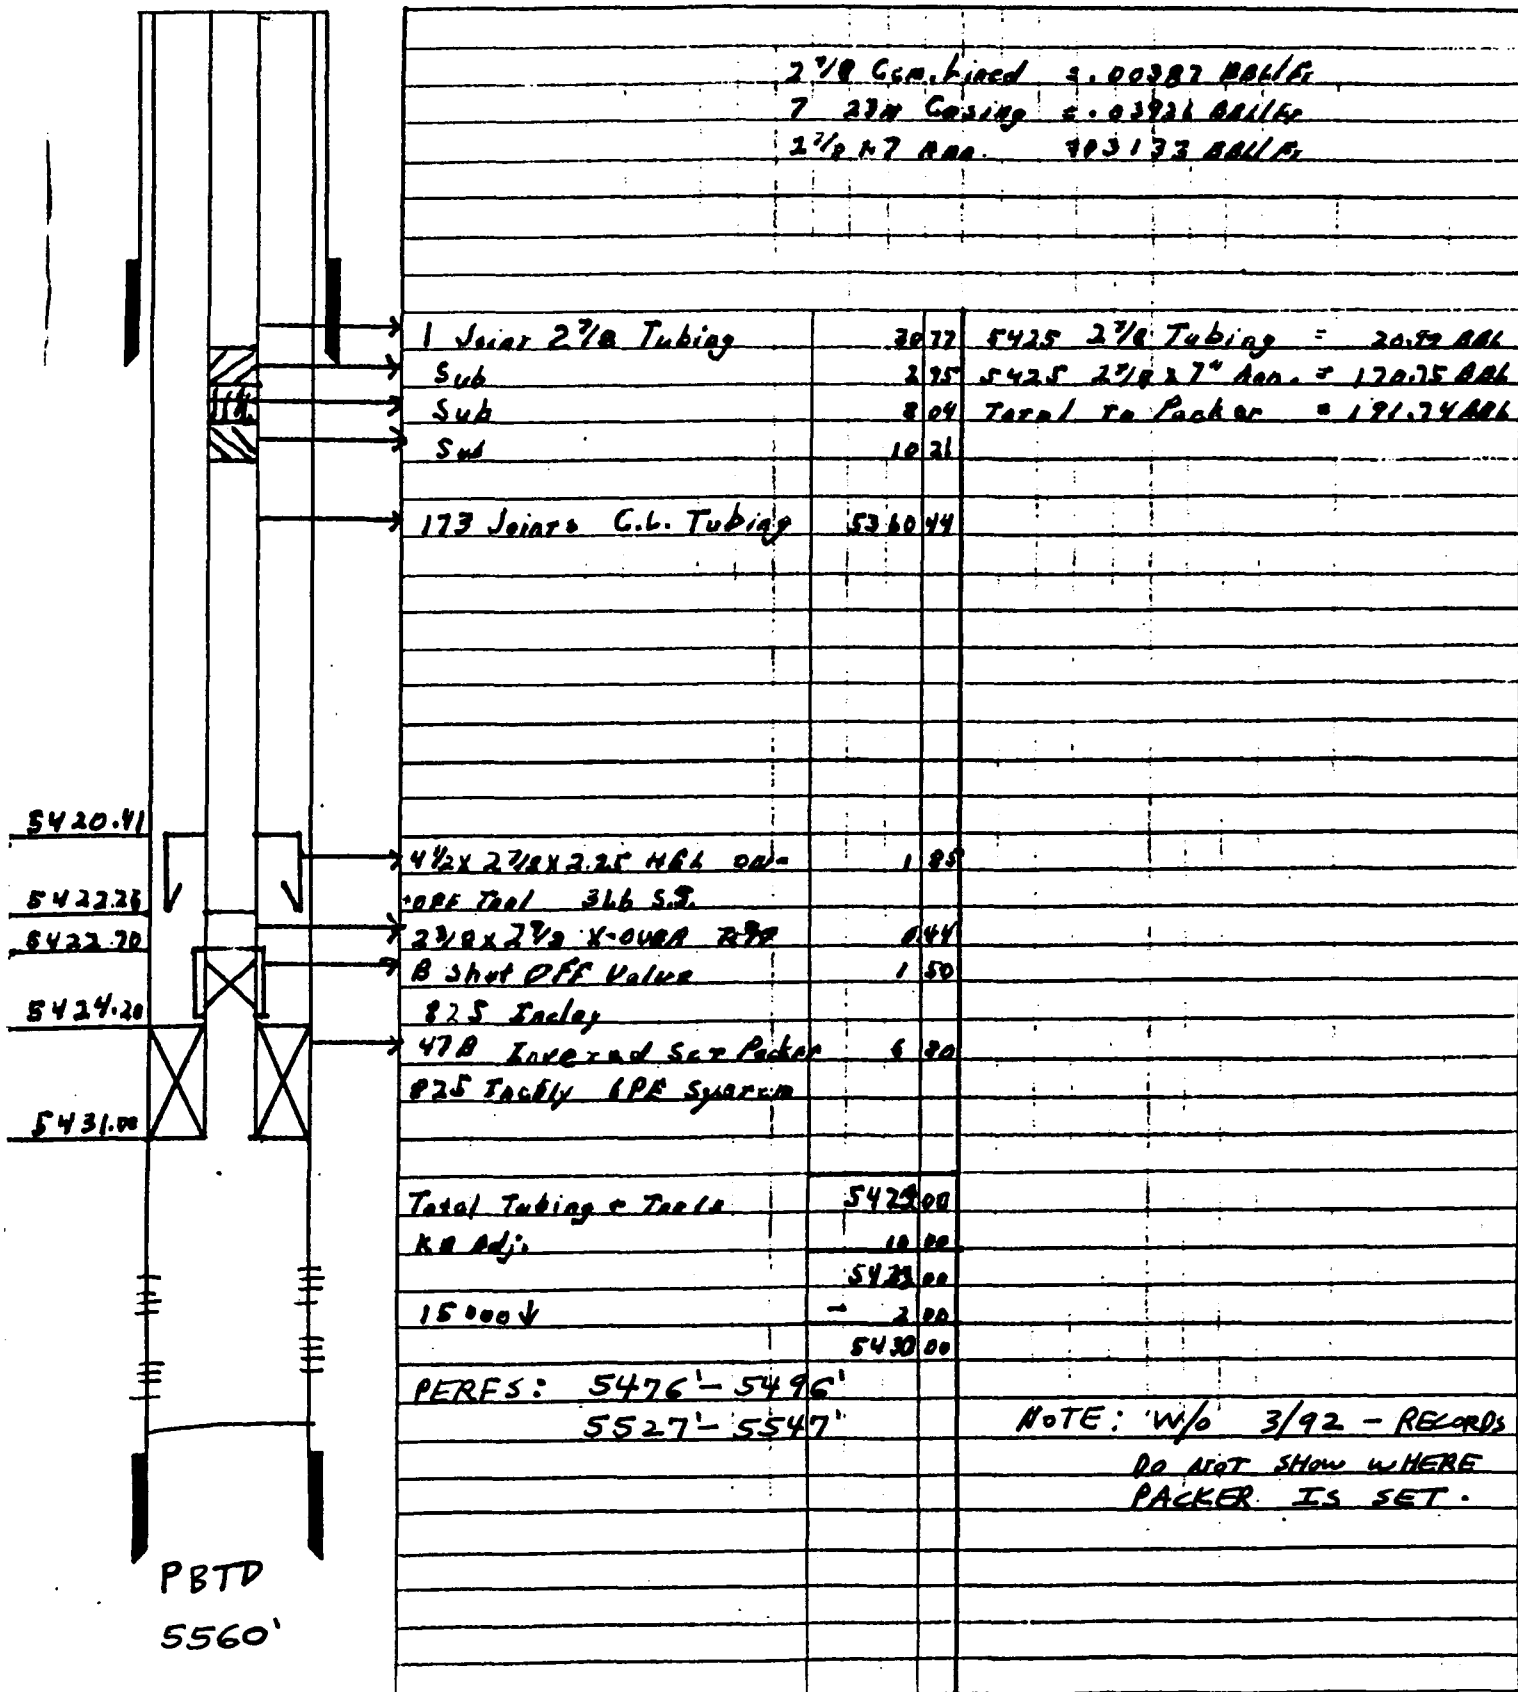 2 7/8 Cem. Lined = .00387 BBL/Ft
7 23# Casing = .03936 BBL/Ft
2 7/8 x 7 Ann. .03133 BBL/Ft
1 Joint 2 7/8 Tubing 30 77 5425 2 7/8 Tubing = 20.99 BBL
Sub 2 95 5425 2 7/8 x 7" Ann. = 170.75 BBL
Sub 8 04 Total to Packer = 191.74 BBL
Sub 10 21
173 Joints C.L. Tubing 5360 44
5420.41
4 1/2 x 2 7/8 x 2.25 ON- 1 85
5422.26
OFF Tool 316 S.S.
5422.70
2 3/8 x 2 7/8 X-OVER 0 44
B Shut OFF Valve 1 50
5424.20
825 Incloy
47B Set Packer 6 80
825 IPE System
5431.00
Total Tubing & Tools 00
KB Adj. 10 00
00
15000 ↓ - 2 00
5430 00
PERFS: 5476' - 5496'
5527' - 5547'
NOTE: W/o 3/92 - RECORDS
DO NOT SHOW WHERE
PACKER IS SET.
PBTD
5560'